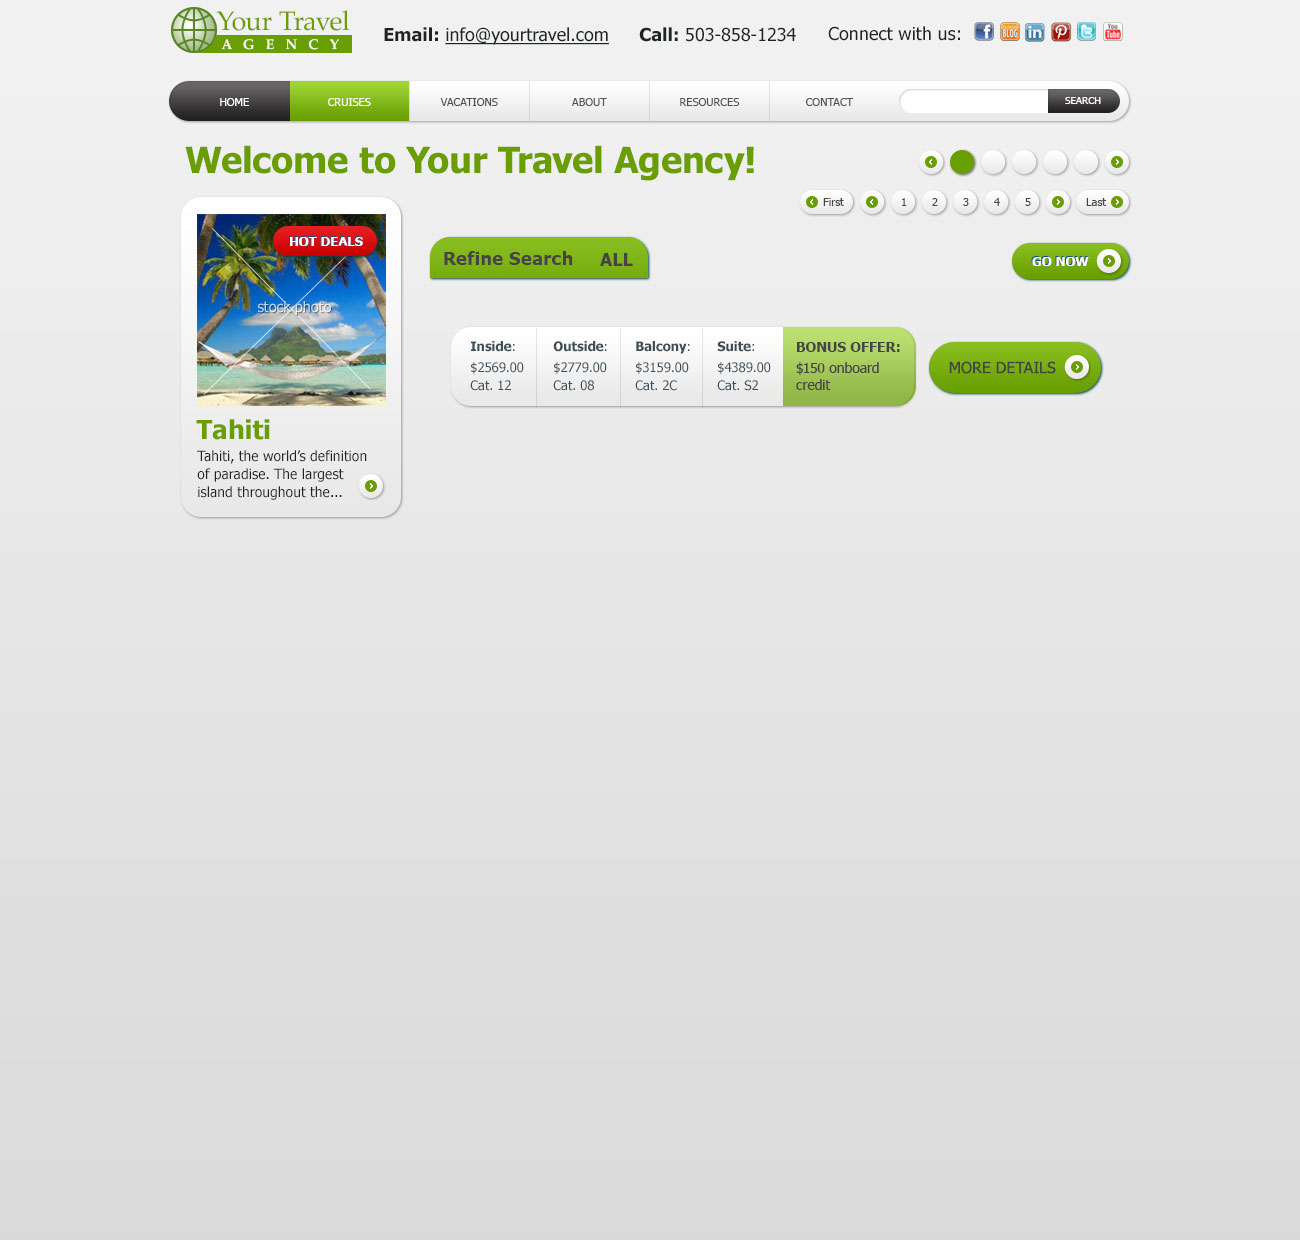 Your Travel
AGENCY
Email: info@yourtravel.com
Call: 503-858-1234
Connect with us:
BLOG
in
You
Tube
HOME
CRUISES
VACATIONS
ABOUT
RESOURCES
CONTACT
SEARCH
Welcome to Your Travel Agency!
First
1
2
3
4
5
Last
HOT DEALS
stock photo
Tahiti
Tahiti, the world’s definition
of paradise. The largest
island throughout the...
Refine Search ALL
GO NOW
Inside:
$2569.00
Cat. 12
Outside:
$2779.00
Cat. 08
Balcony:
$3159.00
Cat. 2C
Suite:
$4389.00
Cat. S2
BONUS OFFER:
$150 onboard
credit
MORE DETAILS